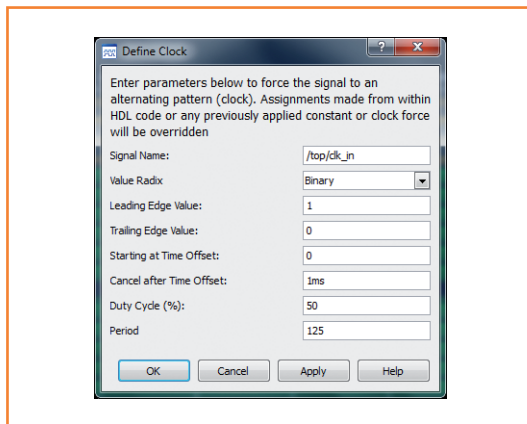 Define Clock
Enter parameters below to force the signal to an
alternating pattern (clock). Assignments made from within
HDL code or any previously applied constant or clock force
will be overridden
Signal Name: /top/clk_in
Value Radix Binary
Leading Edge Value: 1
Trailing Edge Value: 0
Starting at Time Offset: 0
Cancel after Time Offset: 1ms
Duty Cycle (%): 50
Period 125
OK Cancel Apply Help